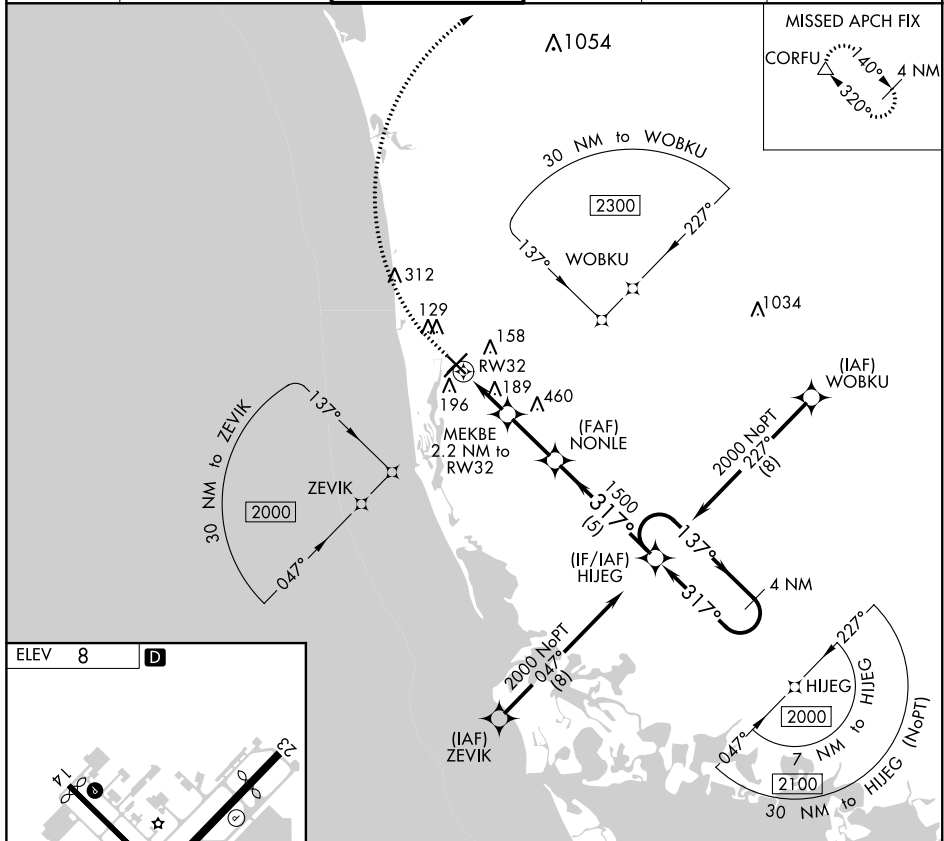 MISSED APCH FIX
CORFU
140°
4 NM
320°
1054
30 NM to WOBKU
2300
137°
227°
WOBKU
312
129
1034
158
RW32
189
196
460
(IAF)
WOBKU
MEKBE
2.2 NM to
RW32
(FAF)
NONLE
2000 NoPT
227°
(8)
30 NM to ZEVIK
137°
ZEVIK
2000
047°
1500
317°
(5)
137°
(IF/IAF)
HIJEG
4 NM
317°
2000 NoPT
047°
(8)
(IAF)
ZEVIK
227°
HIJEG
2000
047°
7 NM to HIJEG
2100
30 NM to HIJEG (NoPT)
ELEV 8 D
14
23
P
P